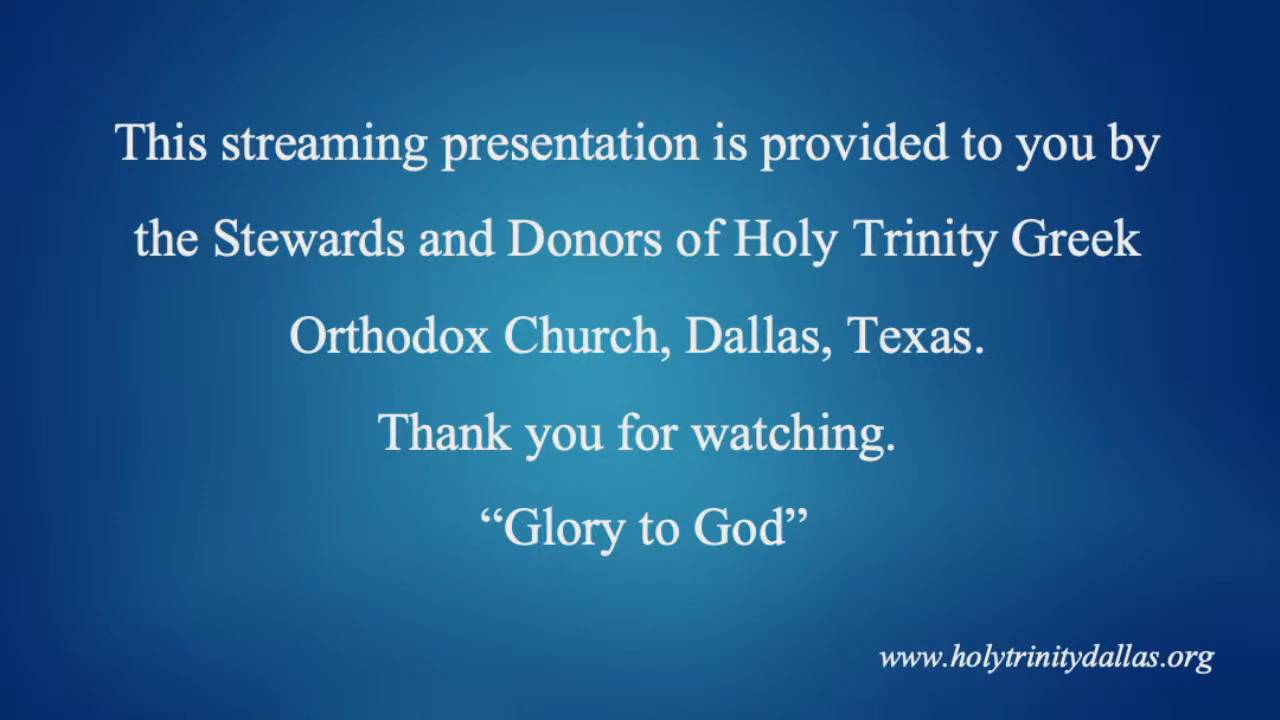 This streaming presentation is provided to you by
the Stewards and Donors of Holy Trinity Greek
Orthodox Church, Dallas, Texas.
Thank you for watching.
“Glory to God”
www.holytrinitydallas.org